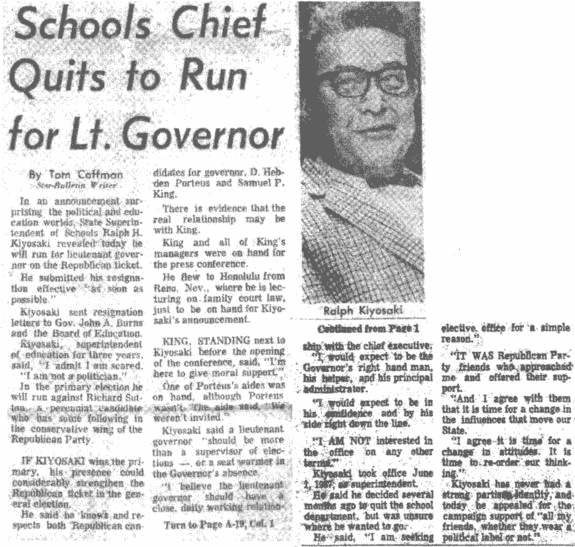 Schools Chief
Quits to Run
for Lt. Governor
By Tom Coffman
Star-Bulletin Writer
In an announcement sur-
prising the political and edu-
cation worlds, State Superin-
tendent of Schools Ralph H.
Kiyosaki revealed today he
will run for lieutenant gover-
nor on the Republican ticket.
He submitted his resigna-
tion effective "as soon as
possible."
Kiyosaki sent resignation
letters to Gov. John A. Burns
and the Board of Education.
Kiyosaki, superintendent
of education for three years,
said, "I admit I am scared.
"I am not a politician."
In the primary election he
will run against Richard Sut-
ton, a perennial candidate
who has some following in
the conservative wing of the
Republican Party.
IF KIYOSAKI wins the pri-
mary, his presence could
considerably strengthen the
Republican ticket in the gen-
eral election.
He said he knows and re-
spects both Republican can-
didates for governor, D. Heb-
den Porteus and Samuel P.
King.
There is evidence that the
real relationship may be
with King.
King and all of King's
managers were on hand for
the press conference.
He flew to Honolulu from
Reno, Nev., where he is lec-
turing on family court law,
just to be on hand for Kiyo-
saki's announcement.
KING, STANDING next to
Kiyosaki before the opening
of the conference, said, "I'm
here to give moral support."
One of Porteus's aides was
on hand, although Porteus
wasn't. The aide said, "We
weren't invited."
Kiyosaki said a lieutenant
governor "should be more
than a supervisor of elec-
tions — or a seat warmer in
the Governor's absence.
"I believe the lieutenant
governor should have a
close, daily working relation-
Turn to Page A-19, Col. 1
Ralph Kiyosaki
Continued from Page 1
ship with the chief executive.
"I would expect to be the
Governor's right hand man,
his helper, and his principal
administrator.
"I would expect to be in
his confidence and by his
side right down the line.
"I AM NOT interested in
the office on any other
terms."
Kiyosaki took office June
1, 1967, as superintendent.
He said he decided several
months ago to quit the school
department, but was unsure
where he wanted to go.
He said, "I am seeking
elective office for a simple
reason."
"IT WAS Republican Par-
ty friends who approached
me and offered their sup-
port.
"And I agree with them
that it is time for a change in
the influences that move our
State.
"I agree it is time for a
change in attitudes. It is
time to re-order our think-
ing."
Kiyosaki has never had a
strong partisan identity, and
today he appealed for the
campaign support of "all my
friends, whether they wear a
political label or not."